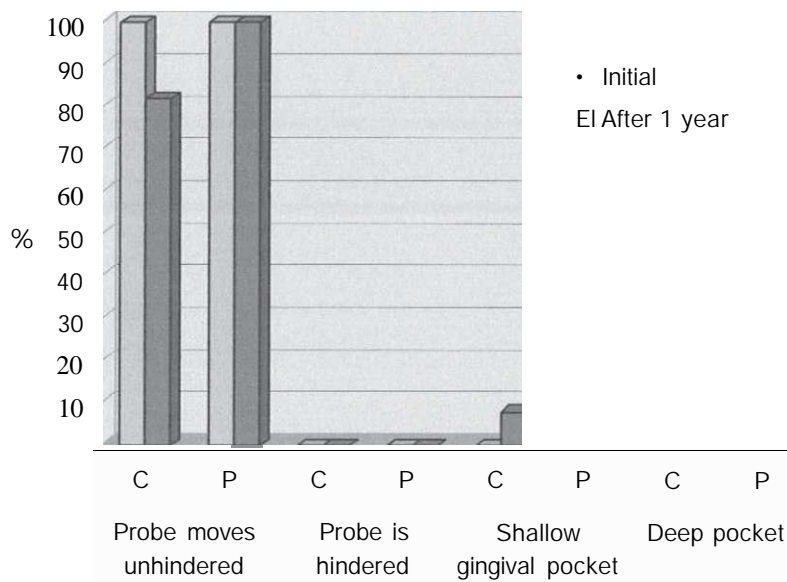 100
90
80
70
60
50
40
30
20
10
%
• Initial
El After 1 year
C P C P C P C P
Probe moves unhindered
Probe is hindered
Shallow gingival pocket
Deep pocket